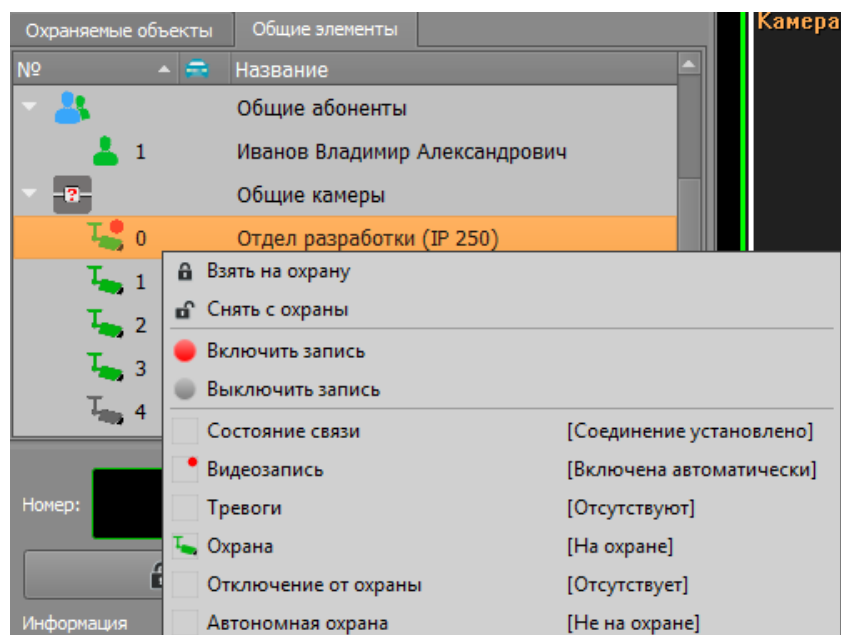 Охраняемые объекты Общие элементы
Камера
№ Название
Общие абоненты
1 Иванов Владимир Александрович
Общие камеры
0 Отдел разработки (IP 250)
1
2
3
4
Взять на охрану
Снять с охраны
Включить запись
Выключить запись
Состояние связи [Соединение установлено]
Видеозапись [Включена автоматически]
Тревоги [Отсутствуют]
Охрана [На охране]
Отключение от охраны [Отсутствует]
Автономная охрана [Не на охране]
Номер:
Информация